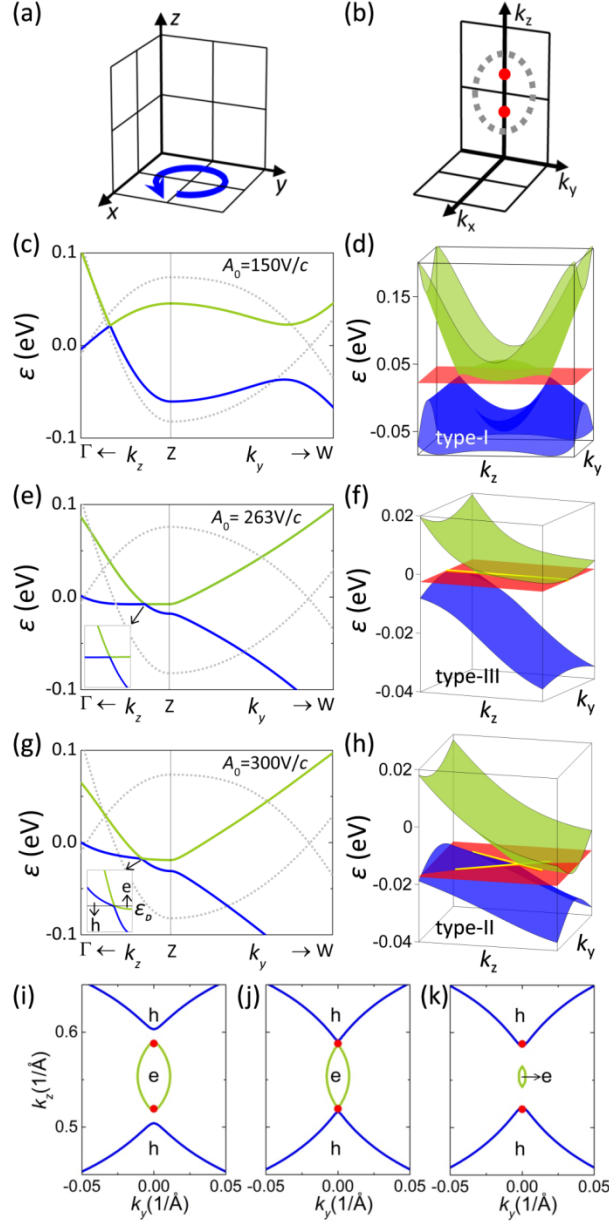 (a)
z
y
x
(b)
k_z
k_y
k_x
(c)
0.1
0.0
-0.1
ε (eV)
A_0=150V/c
Γ ← k_z Z k_y → W
(d)
0.15
0.05
-0.05
ε (eV)
type-I
k_z
k_y
(e)
0.1
0.0
-0.1
ε (eV)
A_0= 263V/c
Γ ← k_z Z k_y → W
(f)
0.02
0
-0.02
-0.04
ε (eV)
type-III
k_z
k_y
(g)
0.1
0.0
-0.1
ε (eV)
A_0=300V/c
e
h
ε_D
Γ ← k_z Z k_y → W
(h)
0.02
0
-0.02
-0.04
ε (eV)
type-II
k_z
k_y
(i)
h
e
h
0.6
0.5
k_z(1/Å)
-0.05 0.00 0.05
k_y(1/Å)
(j)
h
e
h
-0.05 0.00 0.05
k_y(1/Å)
(k)
h
e
h
-0.05 0.00 0.05
k_y(1/Å)